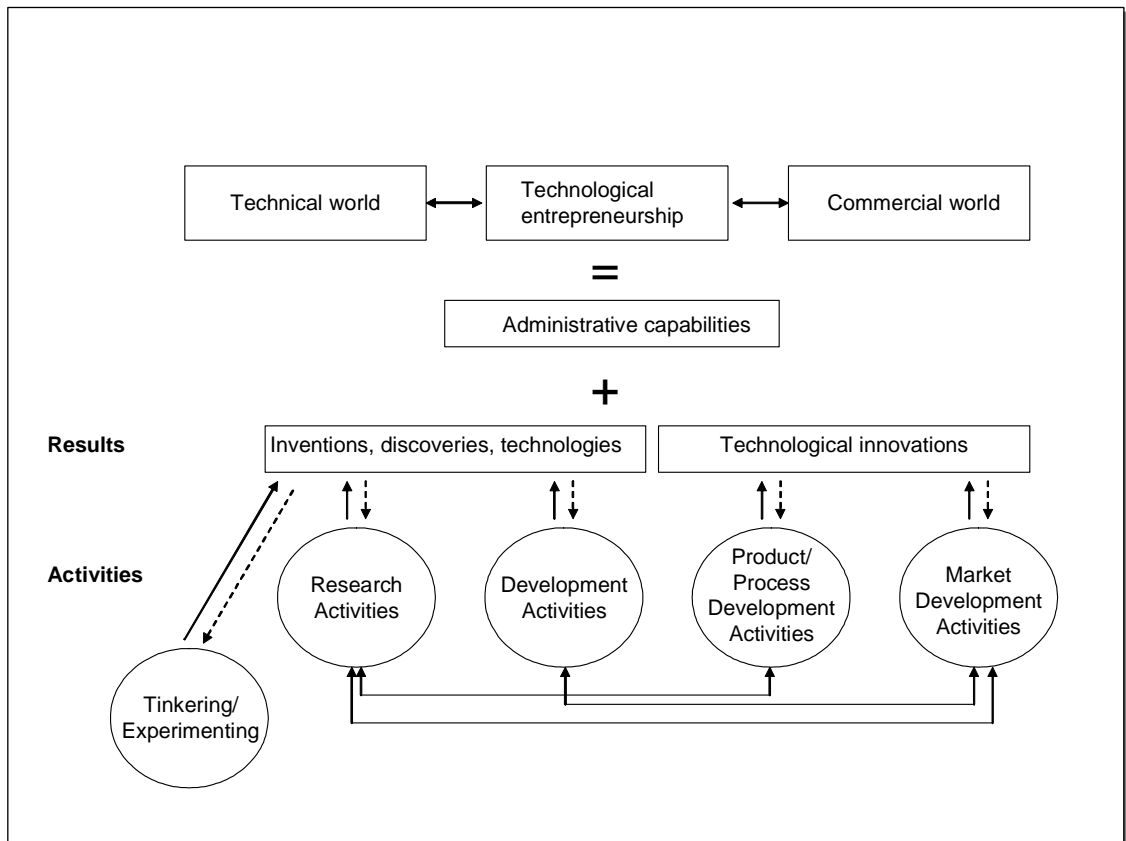 Technical world
Technological
entrepreneurship
Commercial world
=
Administrative capabilities
+
Results
Inventions, discoveries, technologies
Technological innovations
Activities
Research
Activities
Development
Activities
Product/
Process
Development
Activities
Market
Development
Activities
Tinkering/
Experimenting